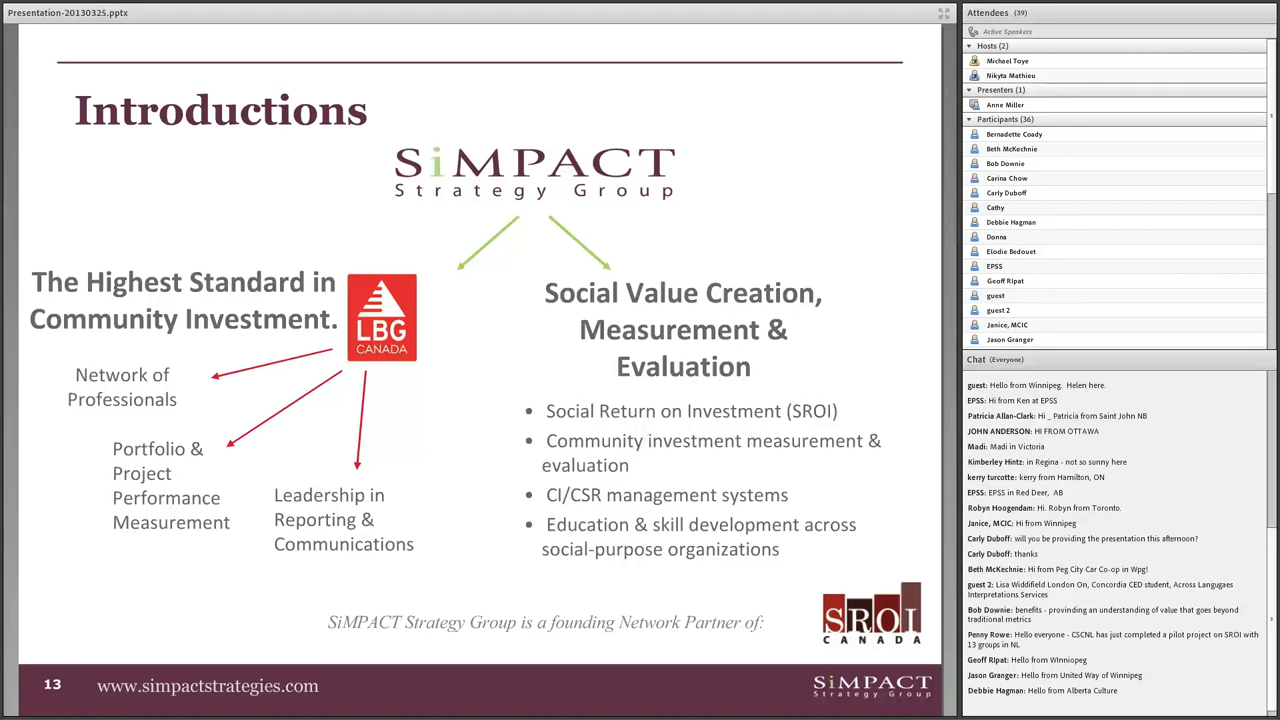 Presentation-20130325.pptx
Introductions
SiMPACT
Strategy Group
The Highest Standard in
Community Investment.
LBG
CANADA
Network of
Professionals
Portfolio &
Project
Performance
Measurement
Leadership in
Reporting &
Communications
Social Value Creation,
Measurement &
Evaluation
• Social Return on Investment (SROI)
• Community investment measurement &
evaluation
• CI/CSR management systems
• Education & skill development across
social-purpose organizations
SiMPACT Strategy Group is a founding Network Partner of:
SROI
CANADA
13 www.simpactstrategies.com
SiMPACT
Strategy Group
Attendees (39)
Active Speakers
Hosts (2)
Michael Toye
Nikyta Mathieu
Presenters (1)
Anne Miller
Participants (36)
Bernadette Coady
Beth McKechnie
Bob Downie
Carina Chow
Carly Duboff
Cathy
Debbie Hagman
Donna
Elodie Bedouet
EPSS
Geoff RIpat
guest
guest 2
Janice, MCIC
Jason Granger
Chat (Everyone)
guest: Hello from Winnipeg. Helen here.
EPSS: Hi from Ken at EPSS
Patricia Allan-Clark: Hi _ Patricia from Saint John NB
JOHN ANDERSON: HI FROM OTTAWA
Madi: Madi in Victoria
Kimberley Hintz: in Regina - not so sunny here
kerry turcotte: kerry from Hamilton, ON
EPSS: EPSS in Red Deer, AB
Robyn Hoogendam: Hi. Robyn from Toronto.
Janice, MCIC: Hi from Winnipeg
Carly Duboff: will you be providing the presentation this afternoon?
Carly Duboff: thanks
Beth McKechnie: Hi from Peg City Car Co-op in Wpg!
guest 2: Lisa Widdifield London On, Concordia CED student, Across Langugaes
Interpretations Services
Bob Downie: benefits - provinding an understanding of value that goes beyond
traditional metrics
Penny Rowe: Hello everyone - CSCNL has just completed a pilot project on SROI with
13 groups in NL
Geoff RIpat: Hello from WInniopeg
Jason Granger: Hello from United Way of Winnipeg
Debbie Hagman: Hello from Alberta Culture